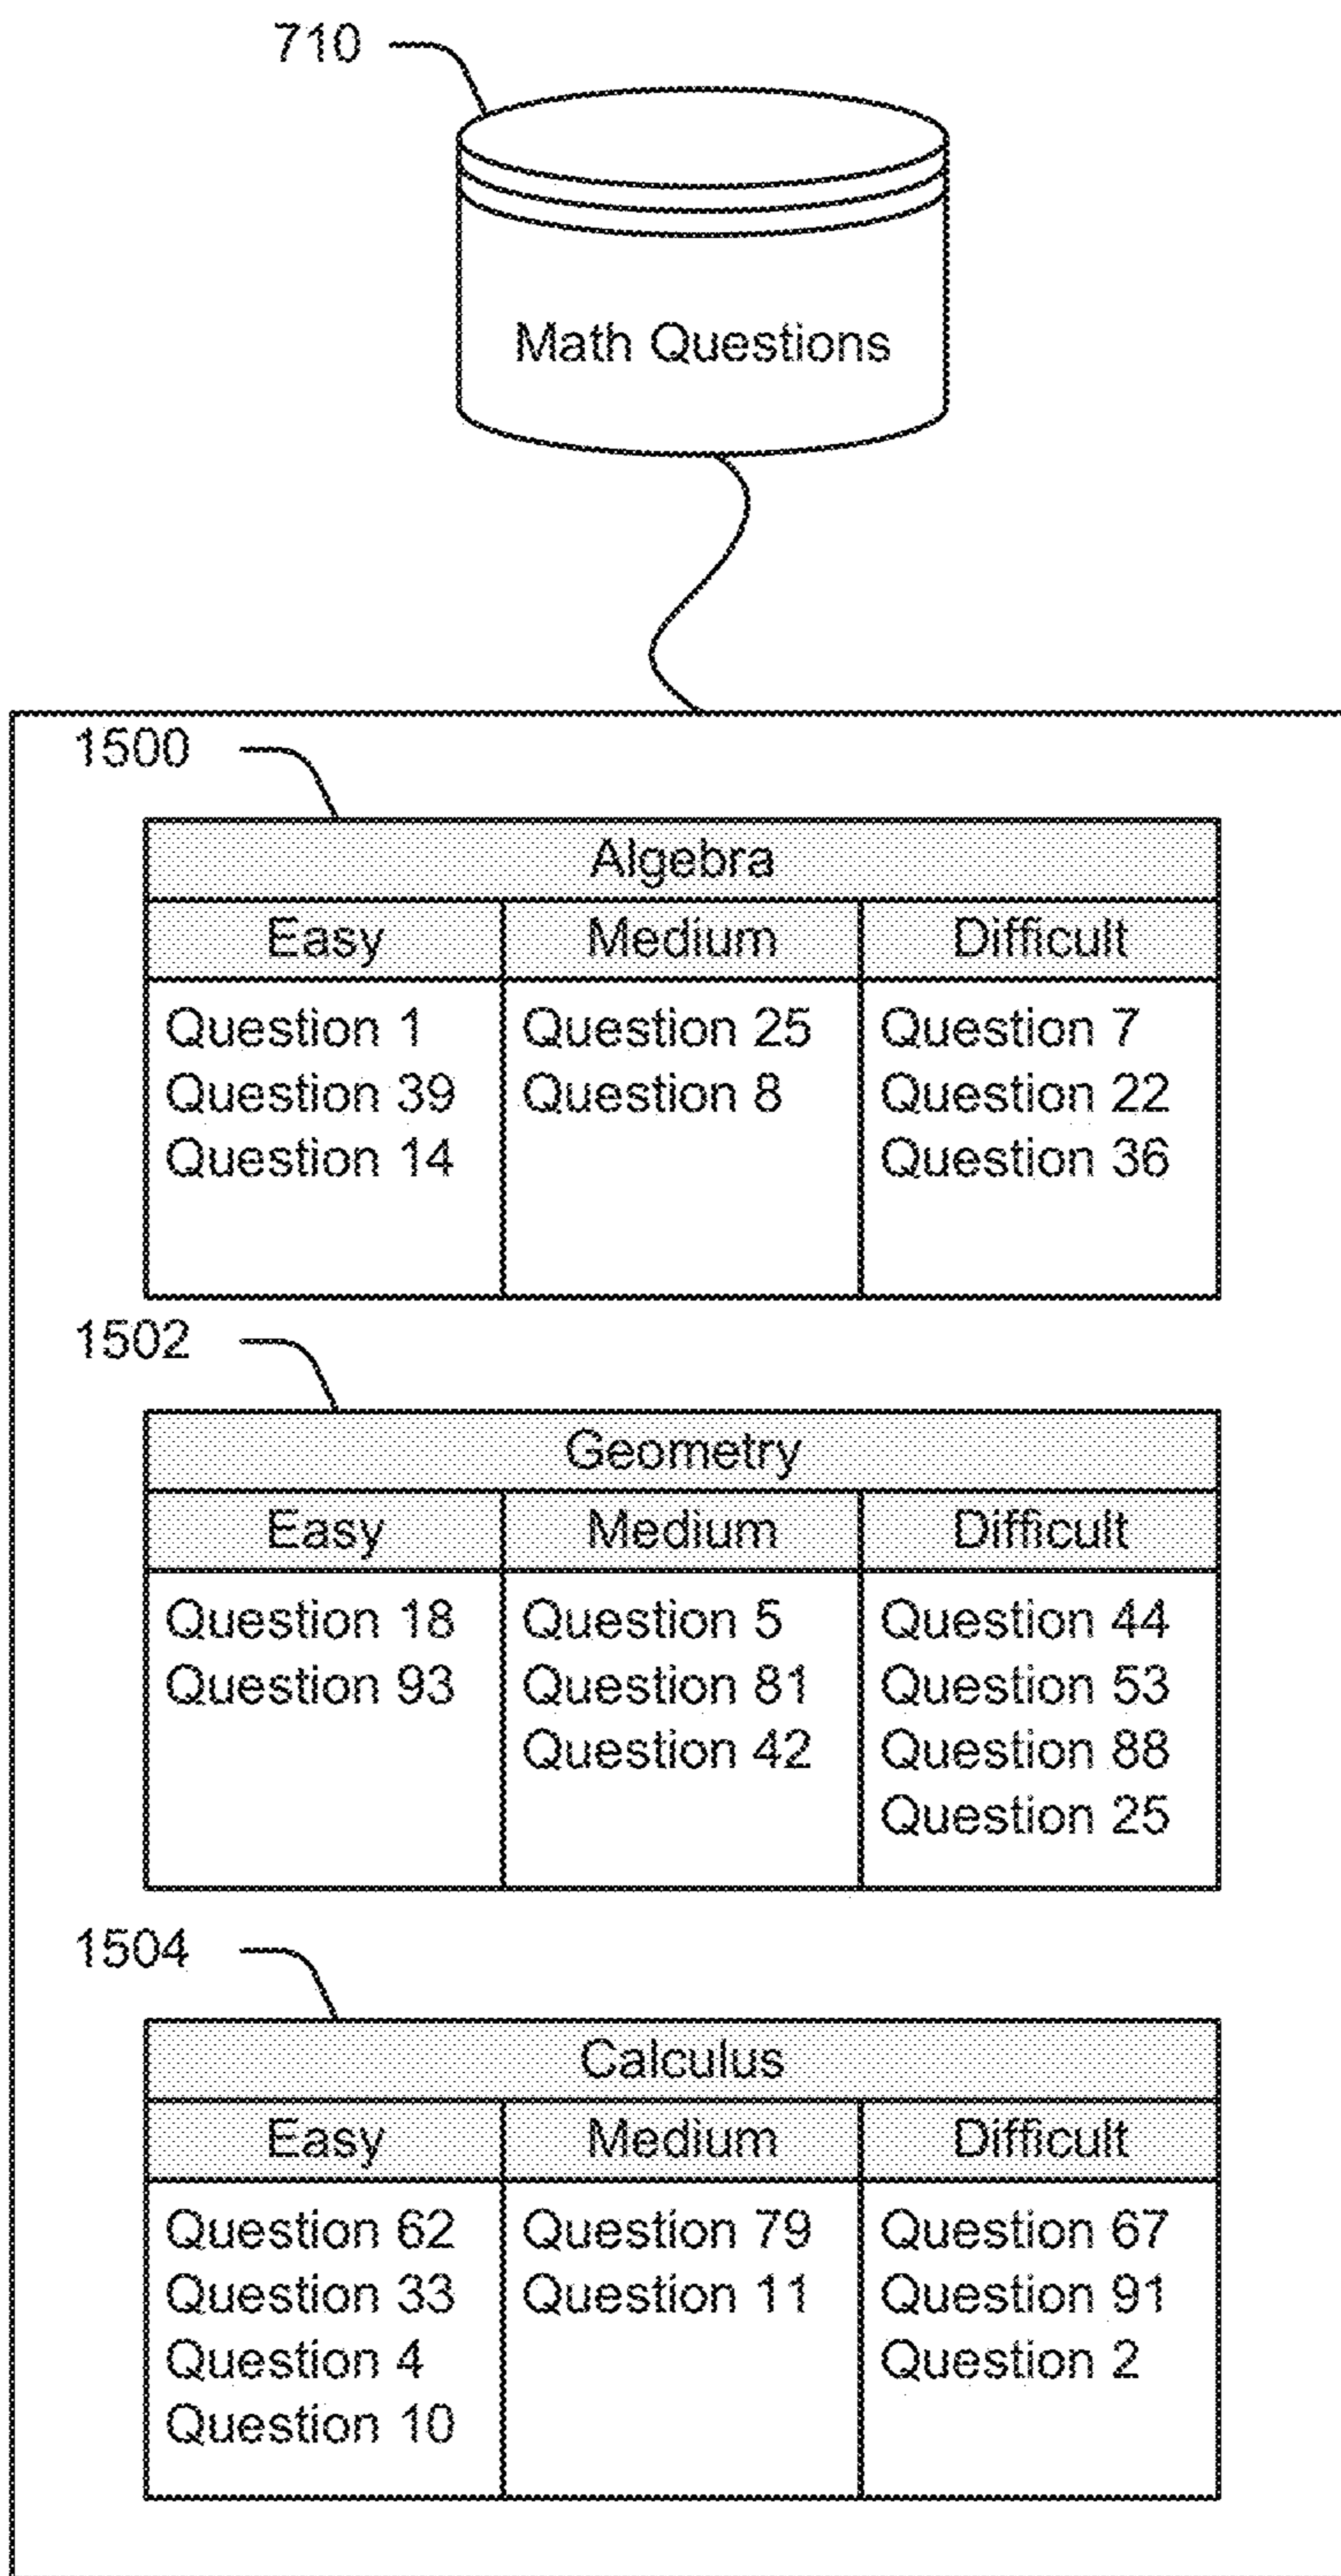 710
Math Questions
1500
Algebra
Easy Medium Difficult
Question 1 Question 25 Question 7
Question 39 Question 8 Question 22
Question 14 Question 36
1502
Geometry
Easy Medium Difficult
Question 18 Question 5 Question 44
Question 93 Question 81 Question 53
Question 42 Question 88
Question 25
1504
Calculus
Easy Medium Difficult
Question 62 Question 79 Question 67
Question 33 Question 11 Question 91
Question 4 Question 2
Question 10